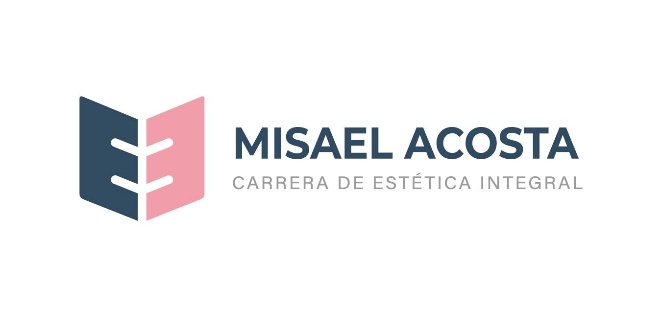 MISAEL ACOSTA
CARRERA DE ESTÉTICA INTEGRAL